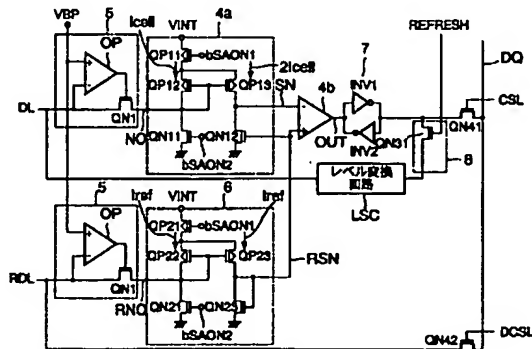 VBP
5
Icell
VINT
4a
REFRESH
OP
QP11
bSAON1
2Icell
7
DQ
QP12
QP13
SN
4b
INV1
CSL
DL
QN1
QN11
QN12
OUT
INV2
QN31
QN41
NO
bSAON2
8
レベル変換
回路
LSC
5
Iref
VINT
6
Iref
OP
QP21
bSAON1
QP22
QP23
RSN
RDL
QN1
RNO
QN21
QN23
bSAON2
QN42
DCSL